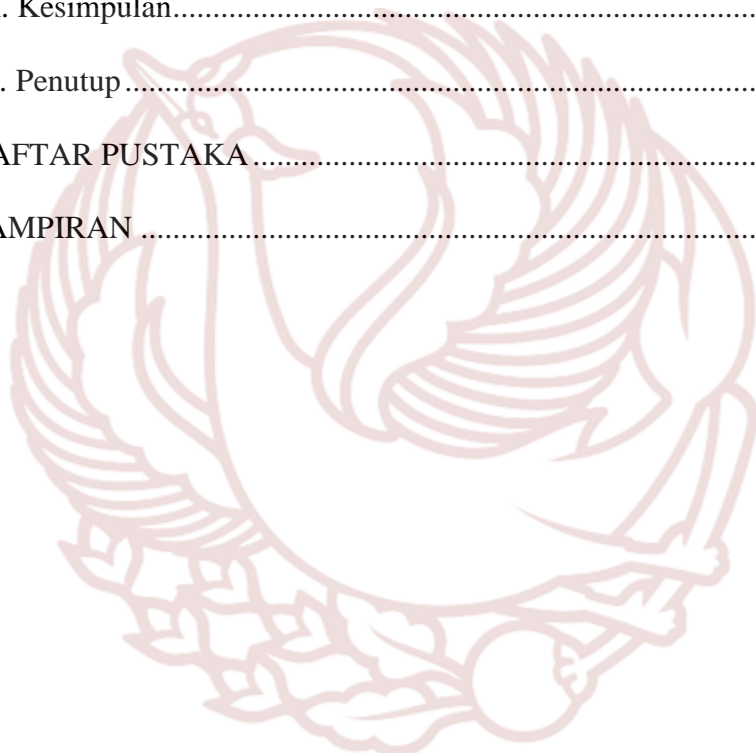 . Kesimpulan....................................................................................
. Penutup..........................................................................................
AFTAR PUSTAKA...........................................................................
AMPIRAN .......................................................................................